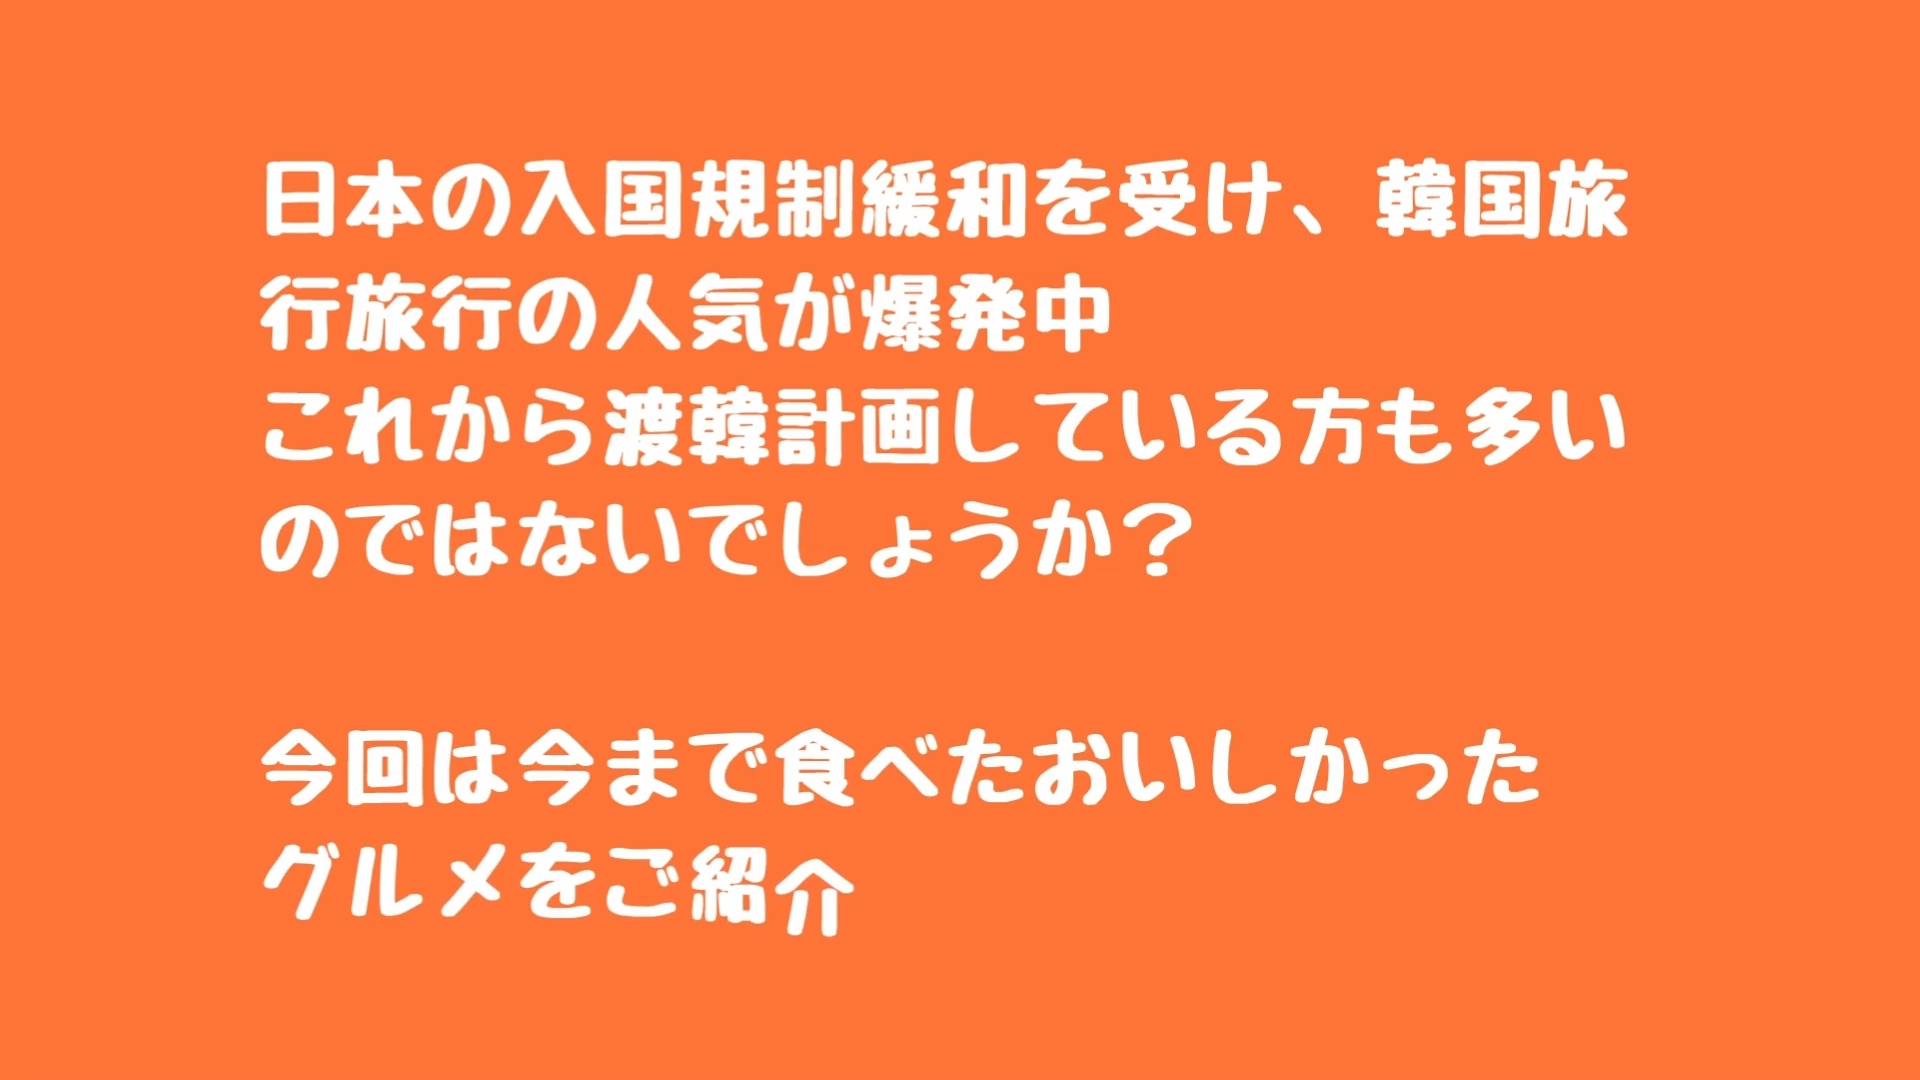 日本の入国規制緩和を受け、韓国旅
行旅行の人気が爆発中
これから渡韓計画している方も多い
のではないでしょうか？
今回は今まで食べたおいしかった
グルメをご紹介